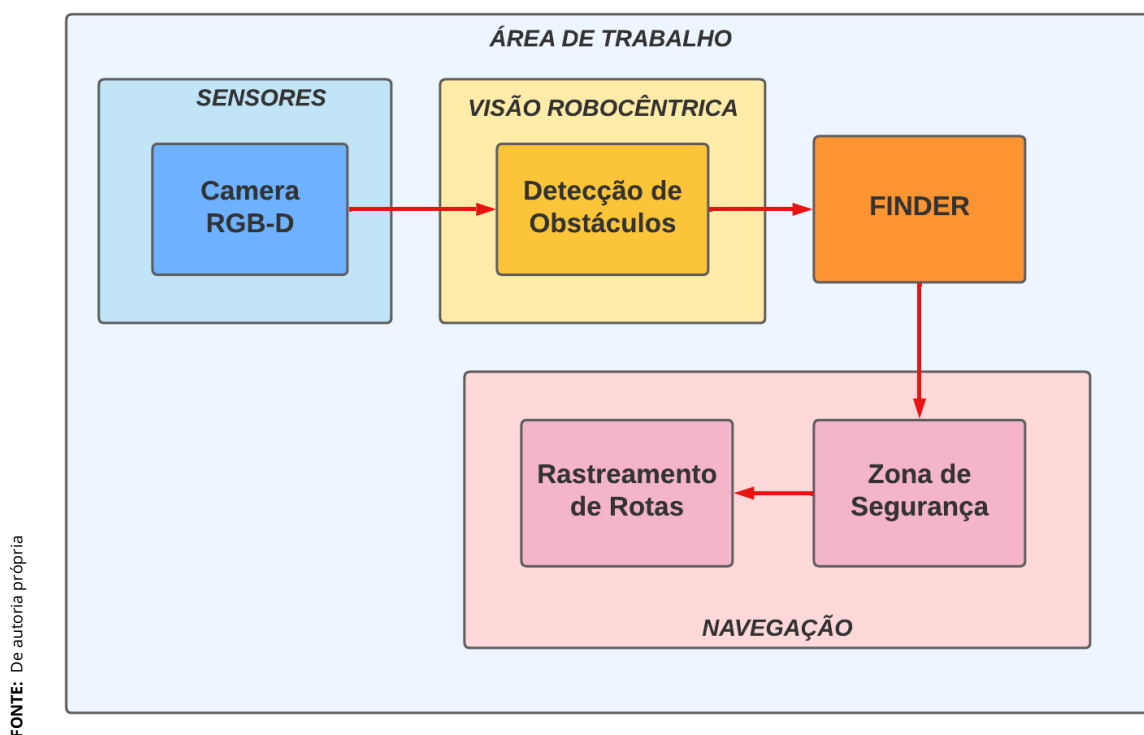 ÁREA DE TRABALHO
SENSORES
Camera
RGB-D
VISÃO ROBOCÊNTRICA
Detecção de
Obstáculos
FINDER
Rastreamento
de Rotas
Zona de
Segurança
NAVEGAÇÃO
FONTE: De autoria própria